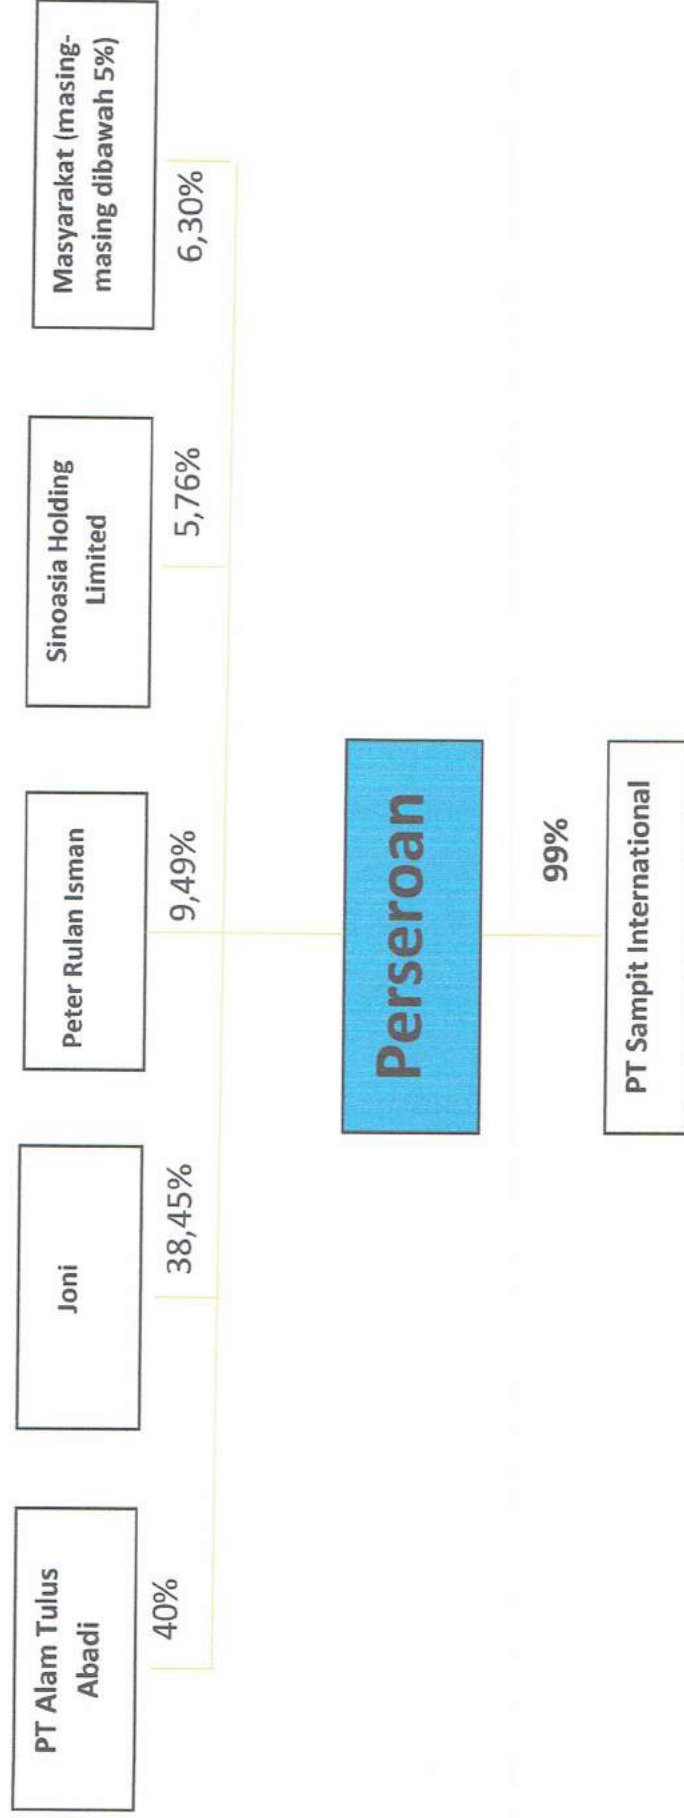 PT Alam Tulus
Abadi
40%
Joni
38,45%
Peter Rulan Isman
9,49%
Sinoasia Holding
Limited
5,76%
Masyarakat (masing-
masing dibawah 5%)
6,30%
Perseroan
99%
PT Sampit International